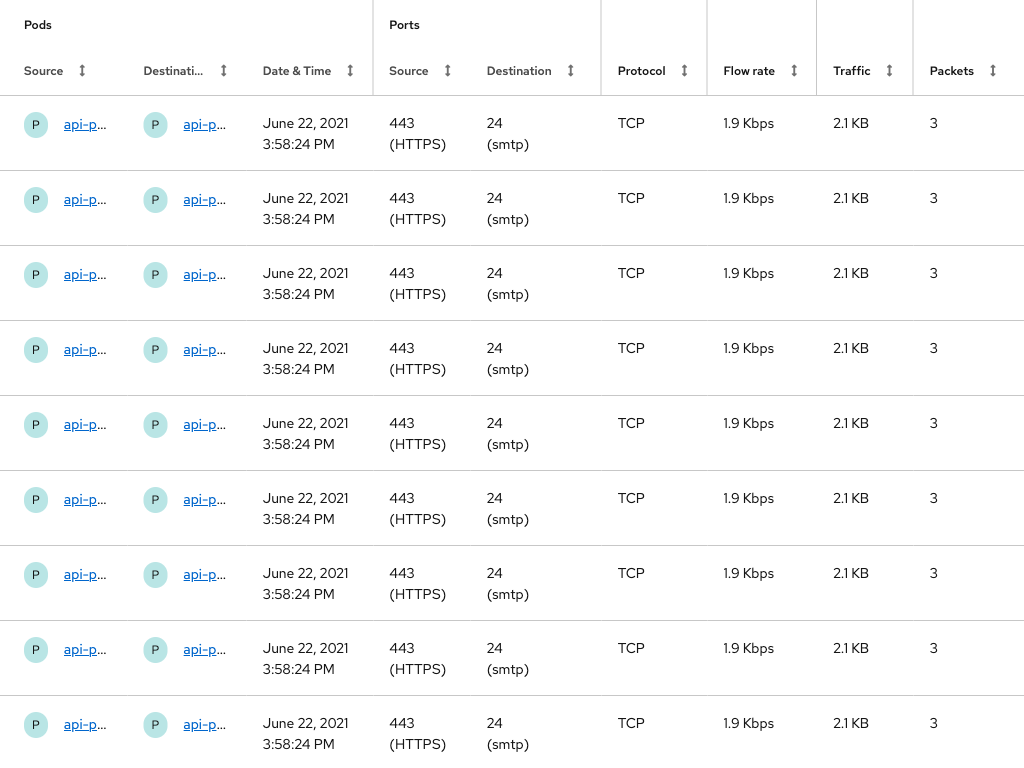 Pods Ports
Source Destinati... Date & Time Source Destination Protocol Flow rate Traffic Packets
P api-p... P api-p... June 22, 2021 443 24 TCP 1.9 Kbps 2.1 KB 3
3:58:24 PM (HTTPS) (smtp)
P api-p... P api-p... June 22, 2021 443 24 TCP 1.9 Kbps 2.1 KB 3
3:58:24 PM (HTTPS) (smtp)
P api-p... P api-p... June 22, 2021 443 24 TCP 1.9 Kbps 2.1 KB 3
3:58:24 PM (HTTPS) (smtp)
P api-p... P api-p... June 22, 2021 443 24 TCP 1.9 Kbps 2.1 KB 3
3:58:24 PM (HTTPS) (smtp)
P api-p... P api-p... June 22, 2021 443 24 TCP 1.9 Kbps 2.1 KB 3
3:58:24 PM (HTTPS) (smtp)
P api-p... P api-p... June 22, 2021 443 24 TCP 1.9 Kbps 2.1 KB 3
3:58:24 PM (HTTPS) (smtp)
P api-p... P api-p... June 22, 2021 443 24 TCP 1.9 Kbps 2.1 KB 3
3:58:24 PM (HTTPS) (smtp)
P api-p... P api-p... June 22, 2021 443 24 TCP 1.9 Kbps 2.1 KB 3
3:58:24 PM (HTTPS) (smtp)
P api-p... P api-p... June 22, 2021 443 24 TCP 1.9 Kbps 2.1 KB 3
3:58:24 PM (HTTPS) (smtp)